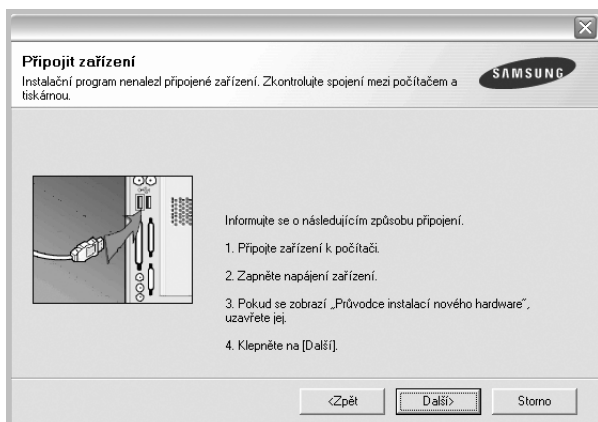 Připojit zařízení
Instalační program nenalezl připojené zařízení. Zkontrolujte spojení mezi počítačem a
tiskárnou.
SAMSUNG
Informujte se o následujícím způsobu připojení.
1. Připojte zařízení k počítači.
2. Zapněte napájení zařízení.
3. Pokud se zobrazí „Průvodce instalací nového hardware“,
uzavřete jej.
4. Klepněte na [Další].
<Zpět
Další>
Storno